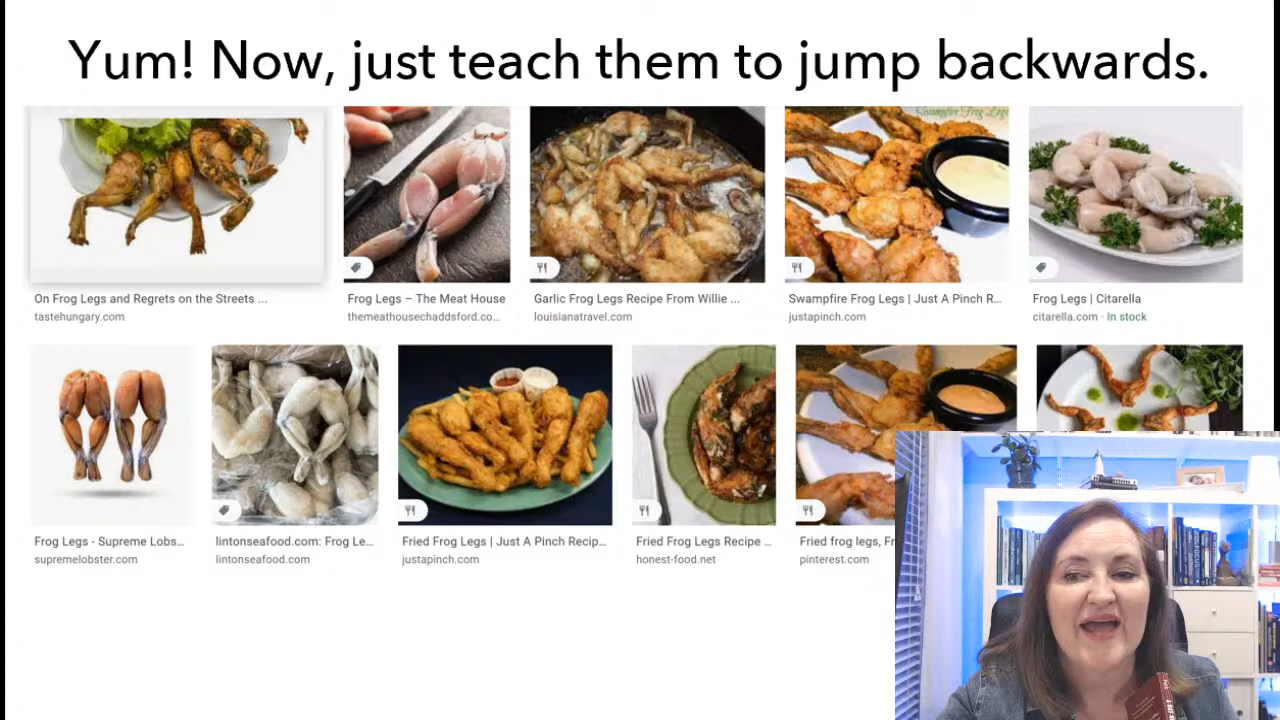 Yum! Now, just teach them to jump backwards.
Swampfire Frog Legs
On Frog Legs and Regrets on the Streets ...
tastehungary.com
Frog Legs – The Meat House
themeathousechaddsford.co...
Garlic Frog Legs Recipe From Willie ...
louisianatravel.com
Swampfire Frog Legs | Just A Pinch R...
justapinch.com
Frog Legs | Citarella
citarella.com · In stock
Frog Legs - Supreme Lobs...
supremelobster.com
lintonseafood.com: Frog Le...
lintonseafood.com
Fried Frog Legs | Just A Pinch Recip...
justapinch.com
Fried Frog Legs Recipe ...
honest-food.net
Fried frog legs, Fr
pinterest.com
FOCUS